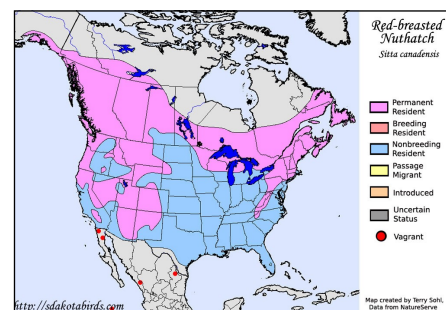 Red-breasted
Nuthatch
Sitta canadensis
Permanent
Resident
Breeding
Resident
Nonbreeding
Resident
Passage
Migrant
Introduced
Uncertain
Status
Vagrant
http://sdakotabirds.com
Map created by Terry Sohl,
Data from NatureServe